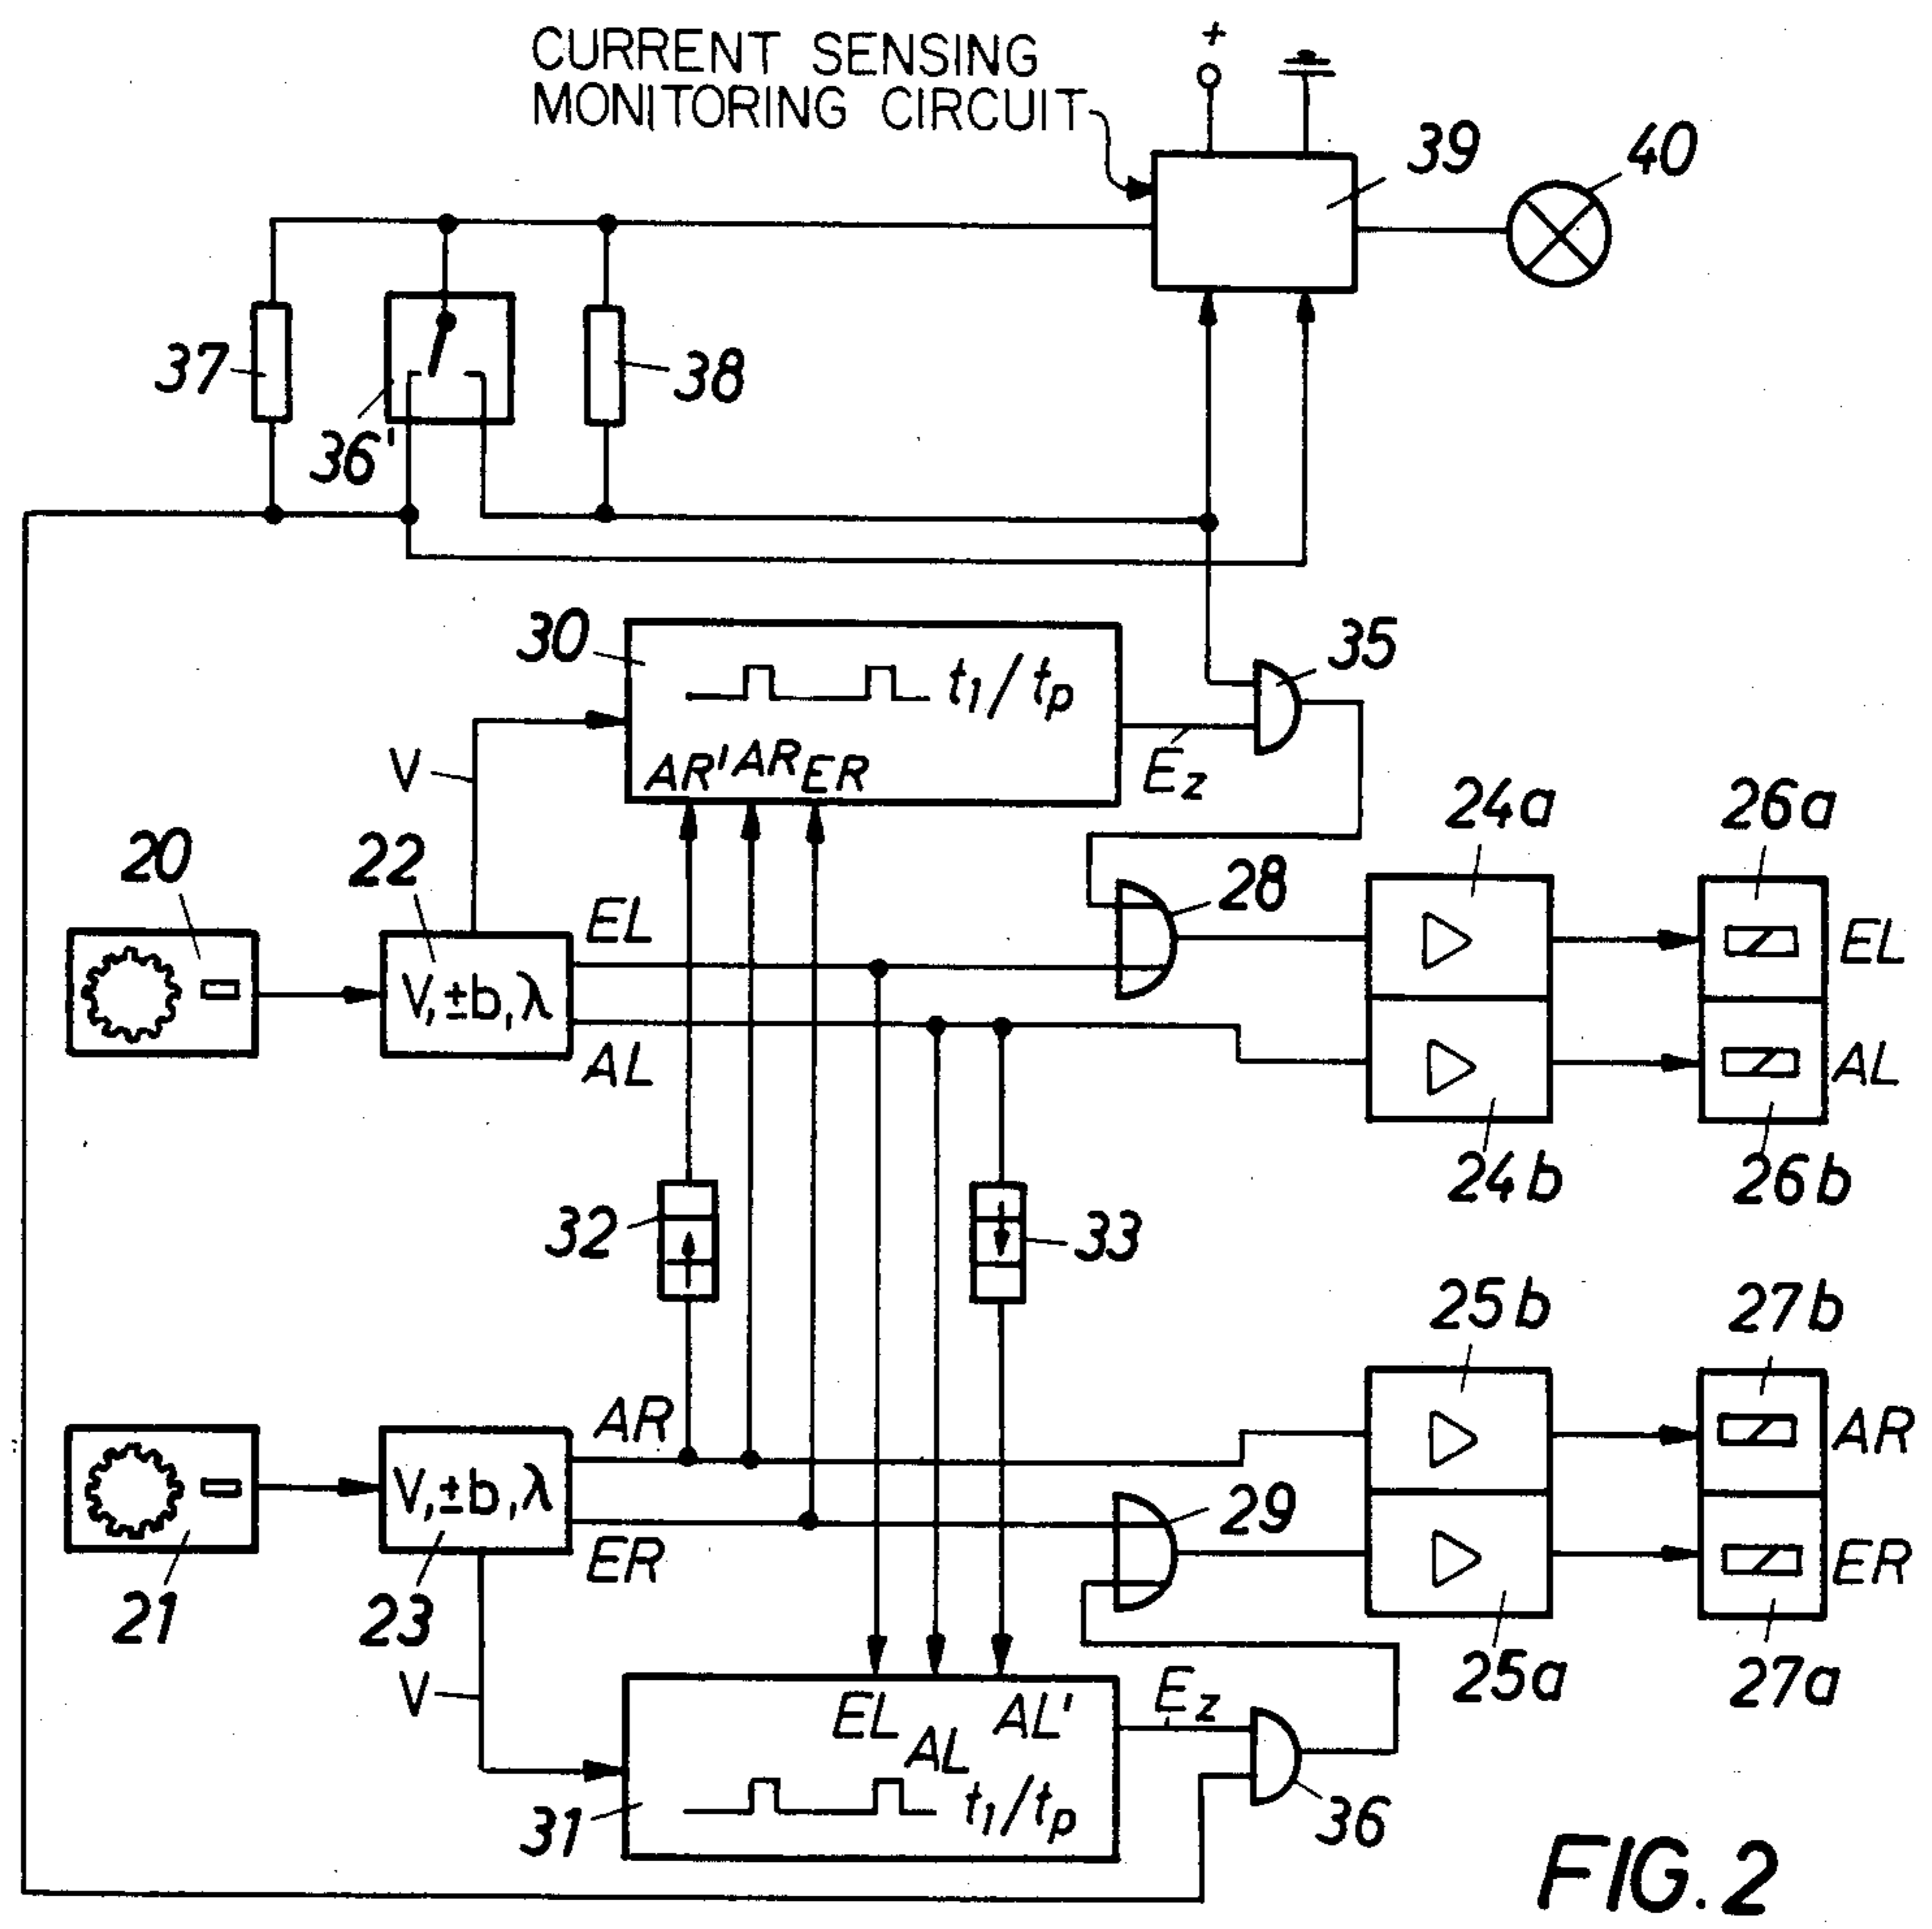 CURRENT SENSING
MONITORING CIRCUIT
+
39
40
37
36'
38
30
t1/tp
35
AR' AR ER
Ez
V
20
22
EL
V, ±b, λ
AL
28
24a
26a
EL
AL
24b
26b
32
33
25b
27b
AR
V, ±b, λ
ER
29
AR
ER
21
23
25a
27a
V
EL AL AL'
Ez
t1/tp
31
36
FIG. 2